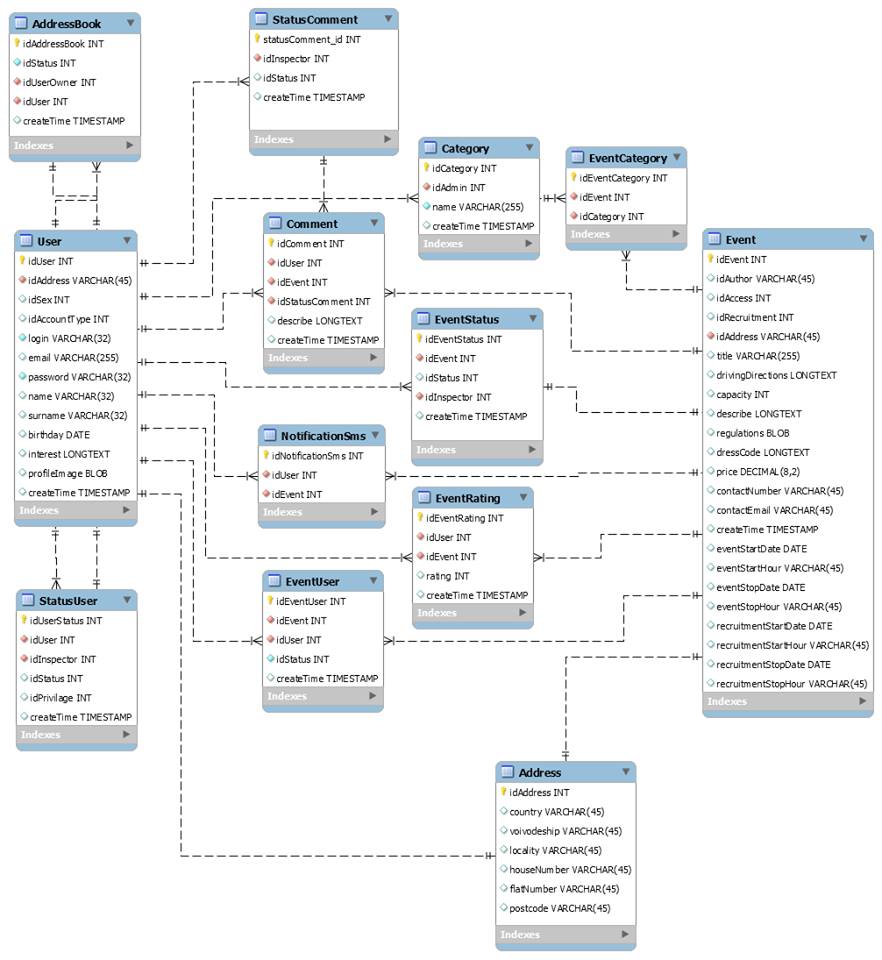 AddressBook
idAddressBook INT
idStatus INT
idUserOwner INT
idUser INT
createTime TIMESTAMP
Indexes
StatusComment
statusComment_id INT
idInspector INT
idStatus INT
createTime TIMESTAMP
Indexes
Category
idCategory INT
idAdmin INT
name VARCHAR(255)
createTime TIMESTAMP
Indexes
EventCategory
idEventCategory INT
idEvent INT
idCategory INT
Indexes
User
idUser INT
idAddress VARCHAR(45)
idSex INT
idAccountType INT
login VARCHAR(32)
email VARCHAR(255)
password VARCHAR(32)
name VARCHAR(32)
surname VARCHAR(32)
birthday DATE
interest LONGTEXT
profileImage BLOB
createTime TIMESTAMP
Indexes
Comment
idComment INT
idUser INT
idEvent INT
idStatusComment INT
describe LONGTEXT
createTime TIMESTAMP
Indexes
EventStatus
idEventStatus INT
idEvent INT
idStatus INT
idInspector INT
createTime TIMESTAMP
Indexes
Event
idEvent INT
idAuthor VARCHAR(45)
idAccess INT
idRecruitment INT
idAddress VARCHAR(45)
title VARCHAR(255)
drivingDirections LONGTEXT
capacity INT
describe LONGTEXT
regulations BLOB
dressCode LONGTEXT
price DECIMAL(8,2)
contactNumber VARCHAR(45)
contactEmail VARCHAR(45)
createTime TIMESTAMP
eventStartDate DATE
eventStartHour VARCHAR(45)
eventStopDate DATE
eventStopHour VARCHAR(45)
recruitmentStartDate DATE
recruitmentStartHour VARCHAR(45)
recruitmentStopDate DATE
recruitmentStopHour VARCHAR(45)
Indexes
NotificationSms
idNotificationSms INT
idUser INT
idEvent INT
Indexes
EventRating
idEventRating INT
idUser INT
idEvent INT
rating INT
createTime TIMESTAMP
Indexes
StatusUser
idUserStatus INT
idUser INT
idInspector INT
idStatus INT
idPrivilage INT
createTime TIMESTAMP
Indexes
EventUser
idEventUser INT
idEvent INT
idUser INT
idStatus INT
createTime TIMESTAMP
Indexes
Address
idAddress INT
country VARCHAR(45)
voivodeship VARCHAR(45)
locality VARCHAR(45)
houseNumber VARCHAR(45)
flatNumber VARCHAR(45)
postcode VARCHAR(45)
Indexes